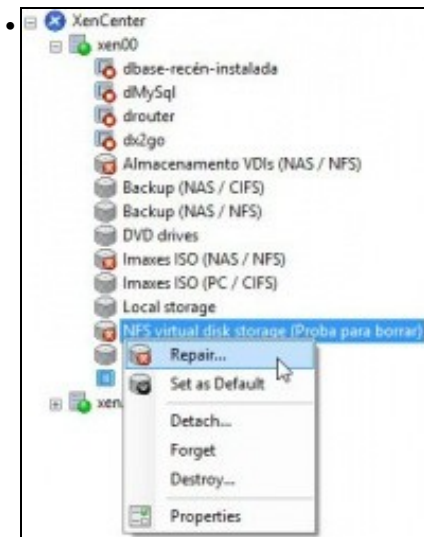 XenCenter
xen00
dbase-recén-instalada
dMySql
drouter
dx2go
Almacenamento VDIs (NAS / NFS)
Backup (NAS / CIFS)
Backup (NAS / NFS)
DVD drives
Imaxes ISO (NAS / NFS)
Imaxes ISO (PC / CIFS)
Local storage
NFS virtual disk storage (Proba para borrar)
Repair...
Set as Default
xen
Detach...
Forget
Destroy...
Properties